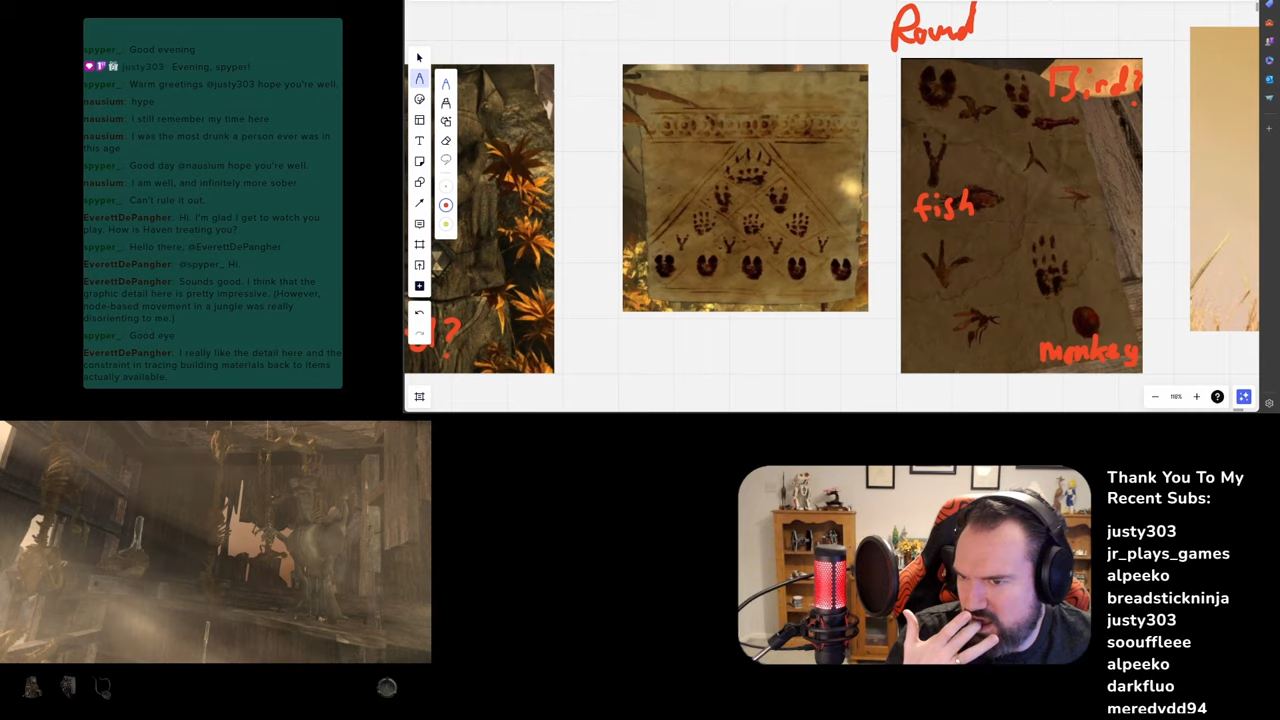 spyper_: Good evening
justy303 Evening, spyper!
spyper_: Warm greetings @justy303 hope you're well.
nausium: hype
nausium: I still remember my time here
nausium: I was the most drunk a person ever was in
this age
spyper_: Good day @nausium hope you're well.
nausium: I am well, and infinitely more sober
spyper_: Can't rule it out.
EverettDePangher: Hi. I'm glad I get to watch you
play. How is Haven treating you?
spyper_: Hello there, @EverettDePangher
EverettDePangher: @spyper_ Hi.
EverettDePangher: Sounds good. I think that the
graphic detail here is pretty impressive. (However,
node-based movement in a jungle was really
disorienting to me.)
spyper_: Good eye
EverettDePangher: I really like the detail here and the
constraint in tracing building materials back to items
actually available.
Round
Bird?
fish
monkey
110%
Thank You To My
Recent Subs:
justy303
jr_plays_games
alpeeko
breadstickninja
justy303
sooouffleee
alpeeko
darkfluo
meredydd94